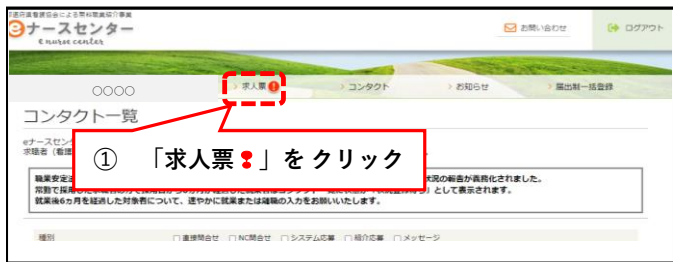 都道府県看護協会による無料職業紹介事業
eナースセンター
e nurse center
お問い合わせ
ログアウト
○○○○
求人票
コンタクト
お知らせ
届出制一括登録
コンタクト一覧
① 「求人票❢」をクリック
eナースセン
求職者（看護
職業安定法
状況の報告が義務化されました。
常勤で採用
として表示されます。
就業後6ヵ月を経過した対象者について、速やかに就業または離職の入力をお願いいたします。
種別
□直接問合せ □NC問合せ □システム応募 □紹介応募 □メッセージ